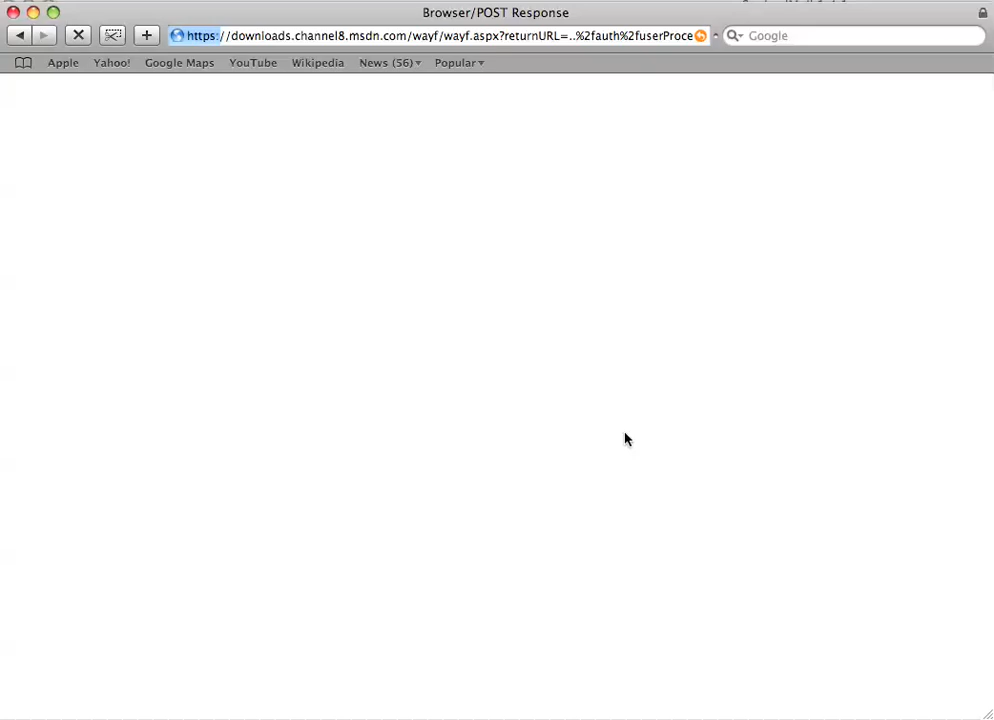 Browser/POST Response
https://downloads.channel8.msdn.com/wayf/wayf.aspx?returnURL=..%2fauth%2fuserProce
Google
Apple Yahoo! Google Maps YouTube Wikipedia News (56) Popular